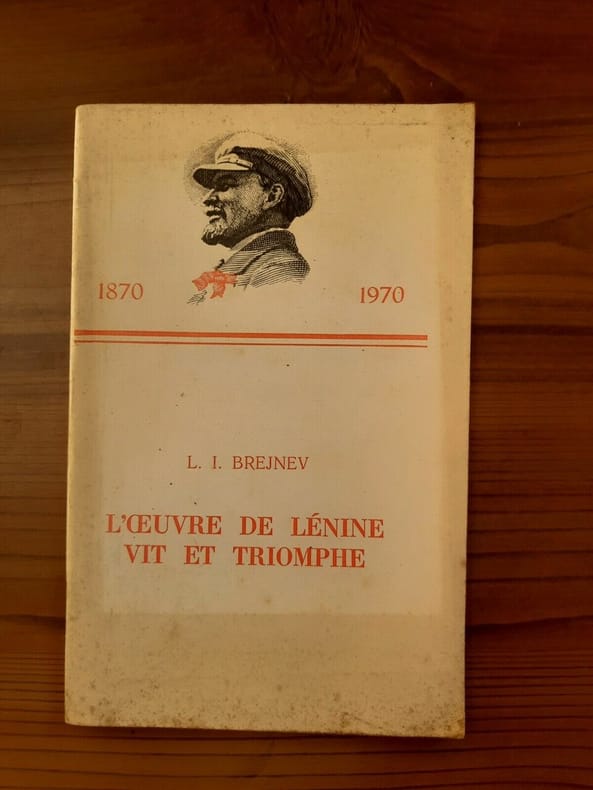 1870 1970
L. I. BREJNEV
L'ŒUVRE DE LÉNINE
VIT ET TRIOMPHE